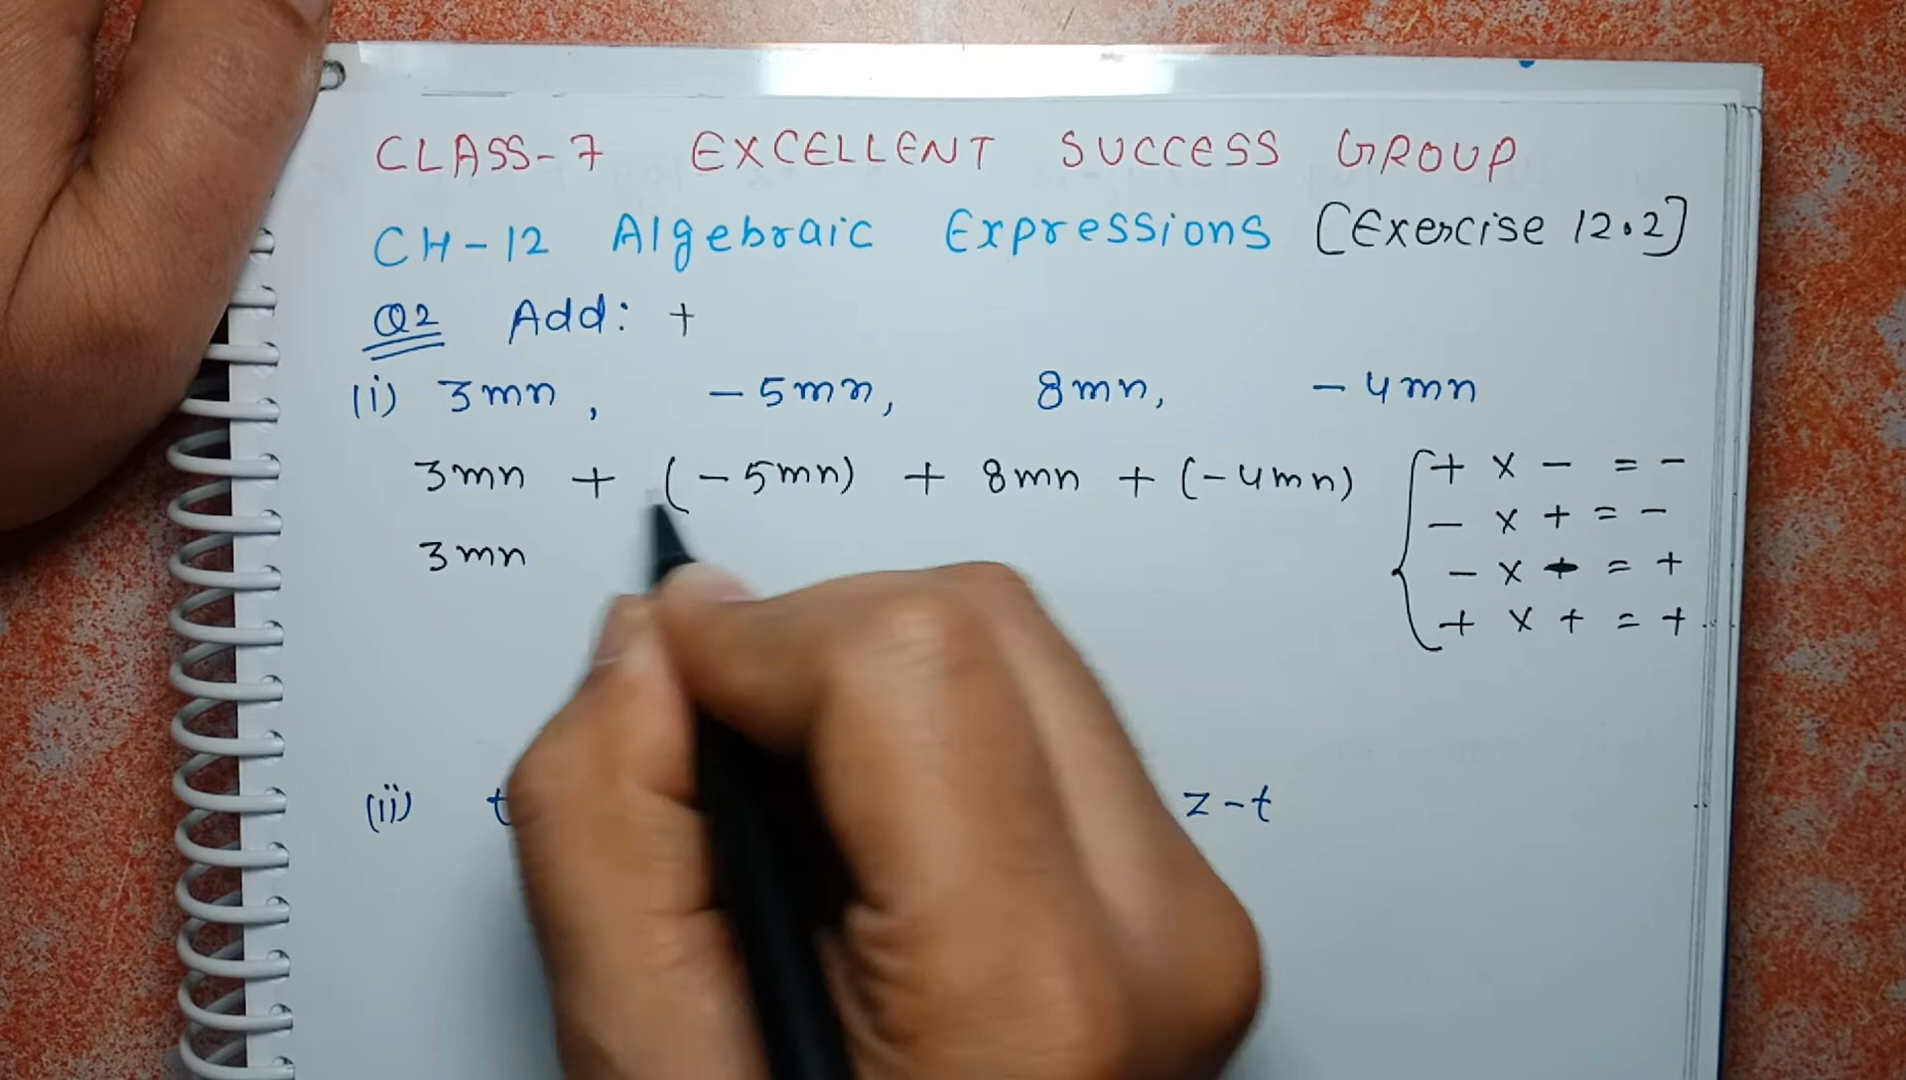 CLASS-7 EXCELLENT SUCCESS GROUP
CH-12 Algebraic Expressions [Exercise 12.2]
Q2 Add: +
(i) 3mn, -5mn, 8mn, -4mn
3mn + (-5mn) + 8mn + (-4mn)
3mn
+ x - = -
- x + = -
- x - = +
+ x + = +
(ii) t z-t